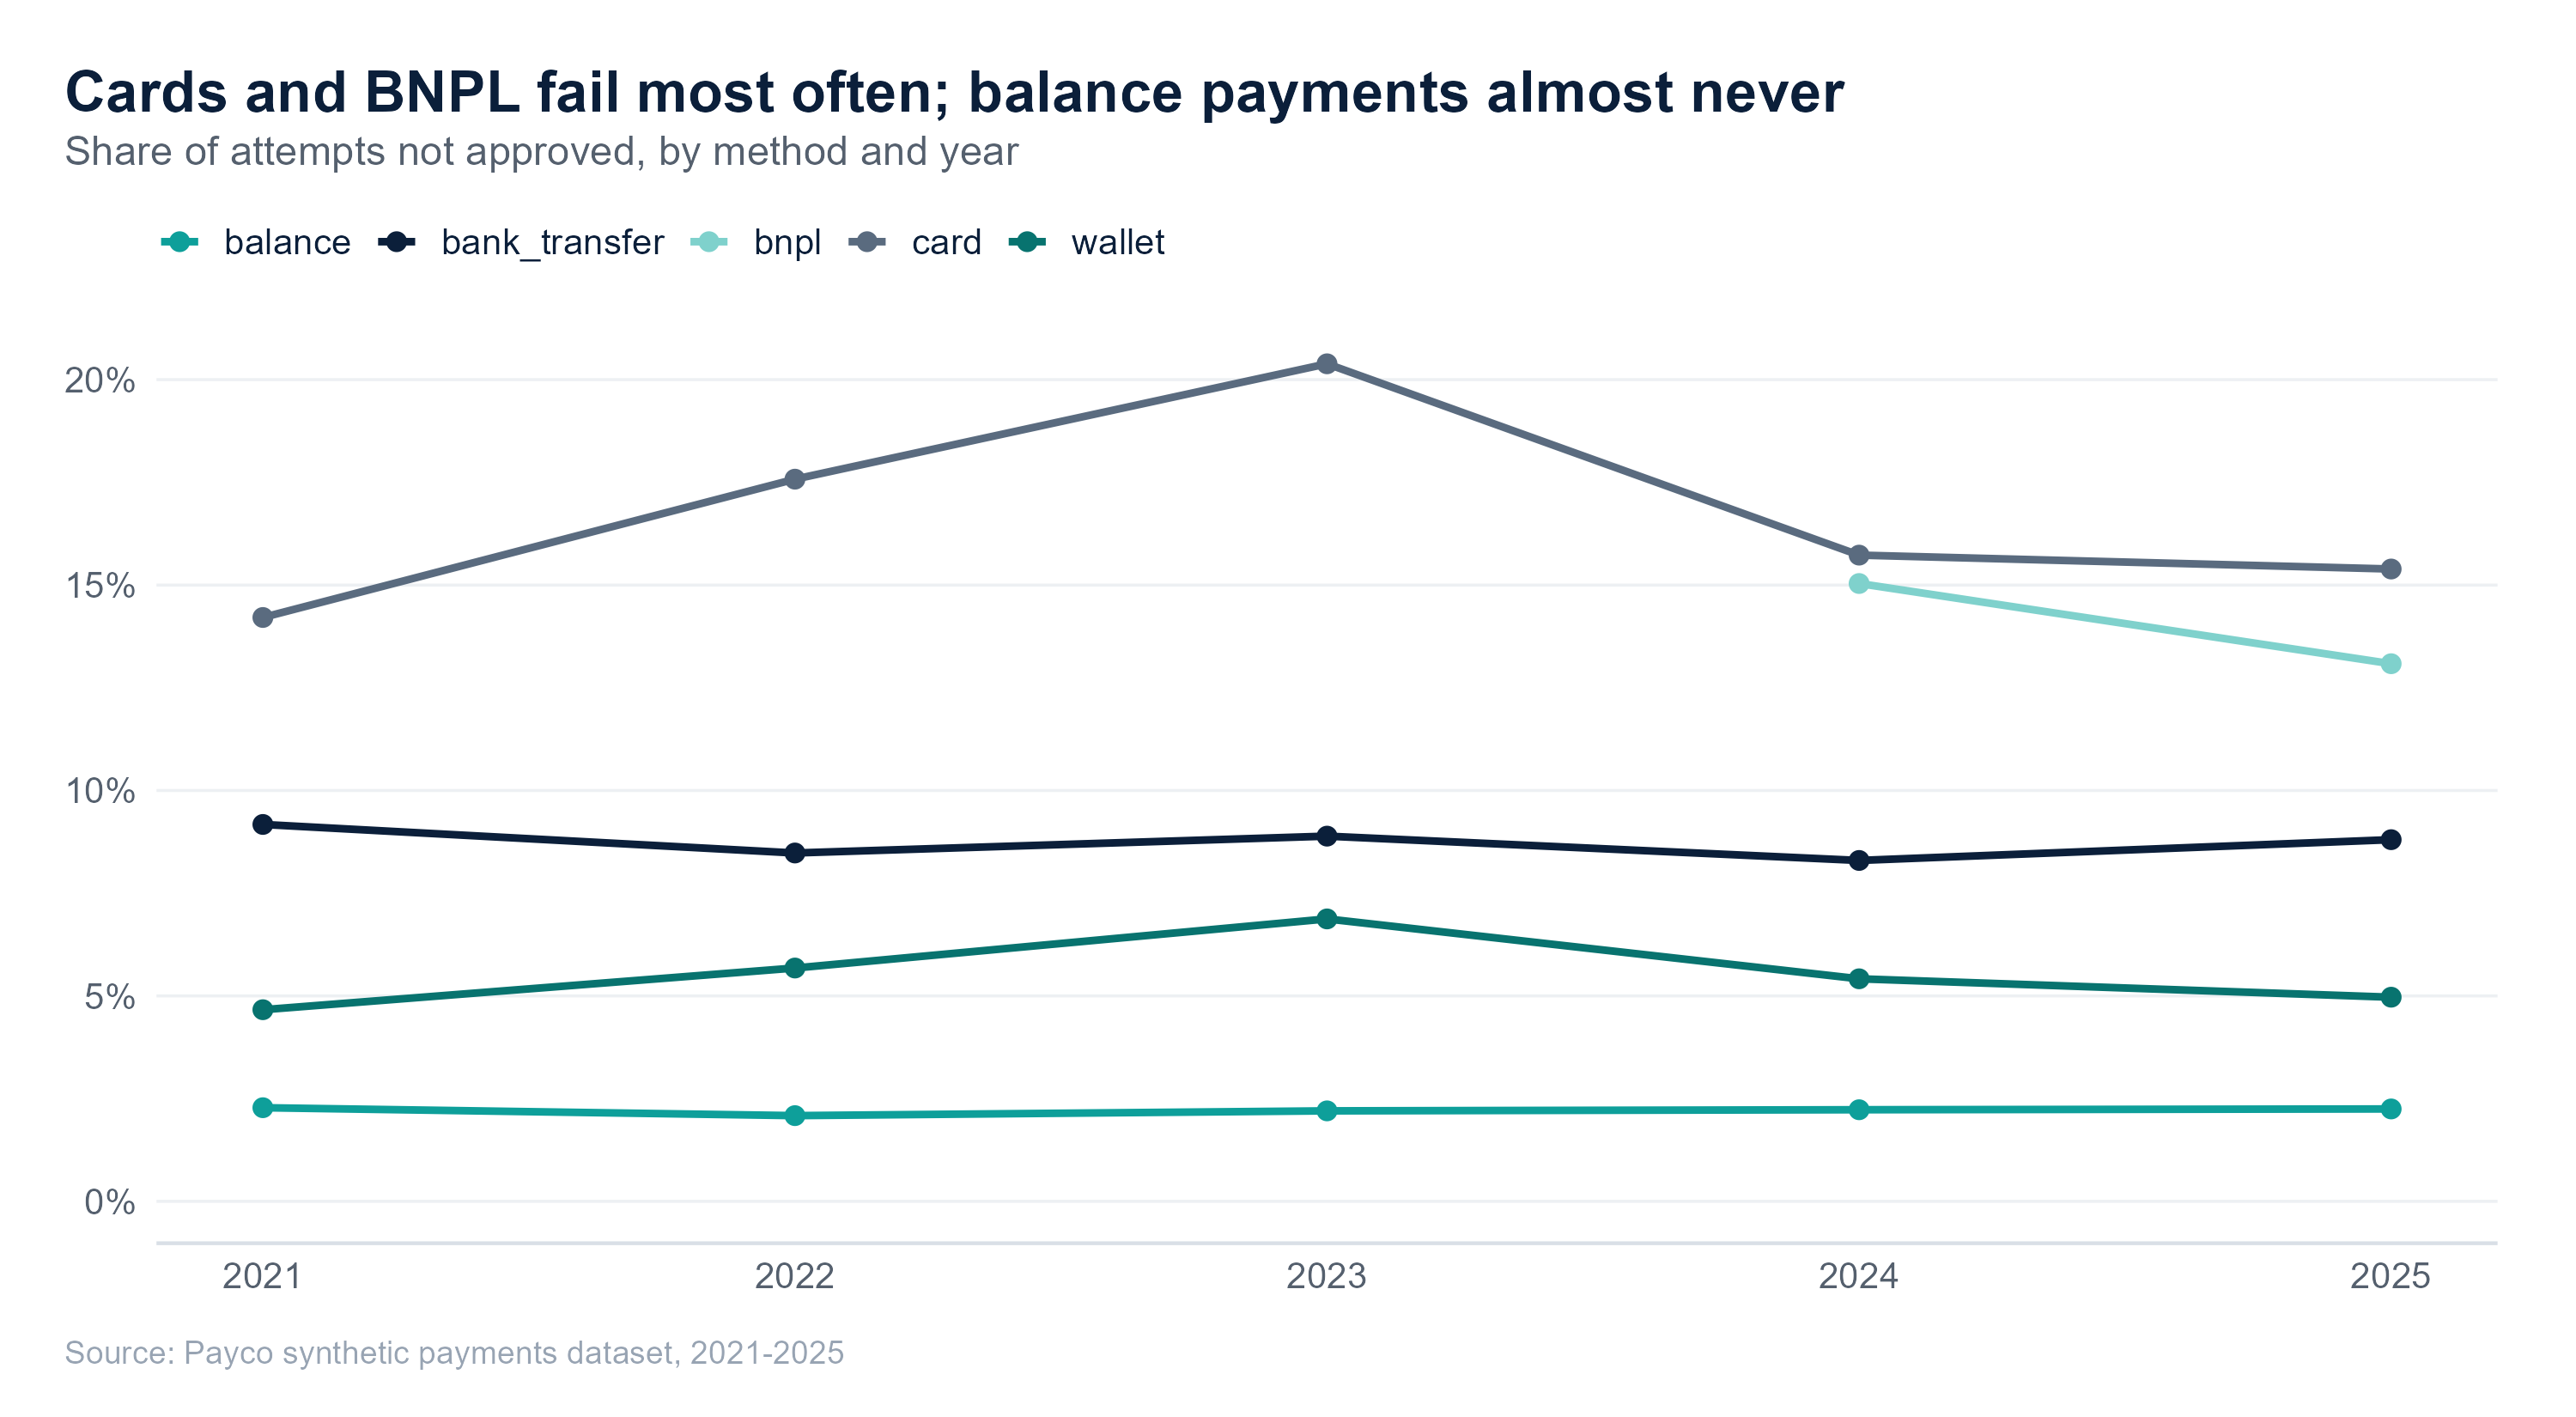 Cards and BNPL fail most often; balance payments almost never
Share of attempts not approved, by method and year
balance bank_transfer bnpl card wallet
20%
15%
10%
5%
0%
2021 2022 2023 2024 2025
Source: Payco synthetic payments dataset, 2021-2025